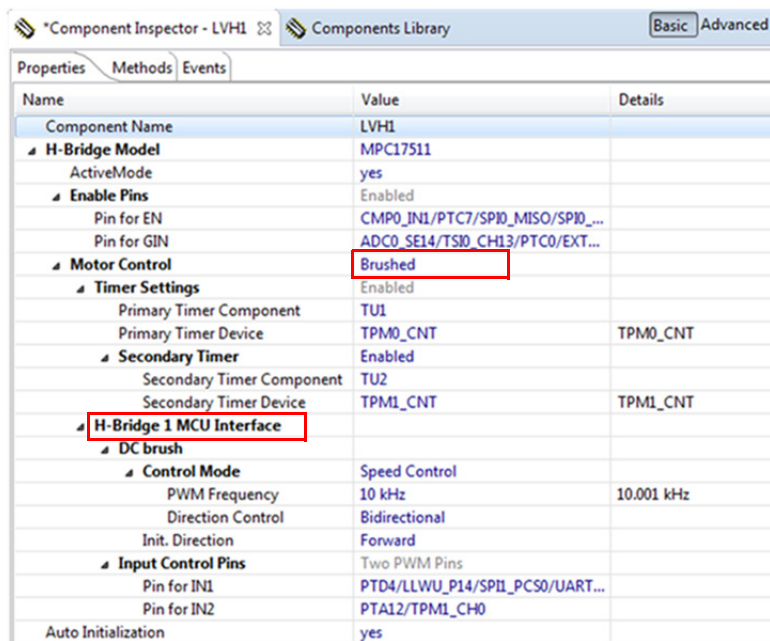 *Component Inspector - LVH1 Components Library Basic Advanced
Properties Methods Events
Name Value Details
Component Name LVH1
H-Bridge Model MPC17511
ActiveMode yes
Enable Pins Enabled
Pin for EN CMP0_IN1/PTC7/SPI0_MISO/SPI0_...
Pin for GIN ADC0_SE14/TSI0_CH13/PTC0/EXT...
Motor Control Brushed
Timer Settings Enabled
Primary Timer Component TU1
Primary Timer Device TPM0_CNT TPM0_CNT
Secondary Timer Enabled
Secondary Timer Component TU2
Secondary Timer Device TPM1_CNT TPM1_CNT
H-Bridge 1 MCU Interface
DC brush
Control Mode Speed Control
PWM Frequency 10 kHz 10.001 kHz
Direction Control Bidirectional
Init. Direction Forward
Input Control Pins Two PWM Pins
Pin for IN1 PTD4/LLWU_P14/SPI1_PCS0/UART...
Pin for IN2 PTA12/TPM1_CH0
Auto Initialization yes